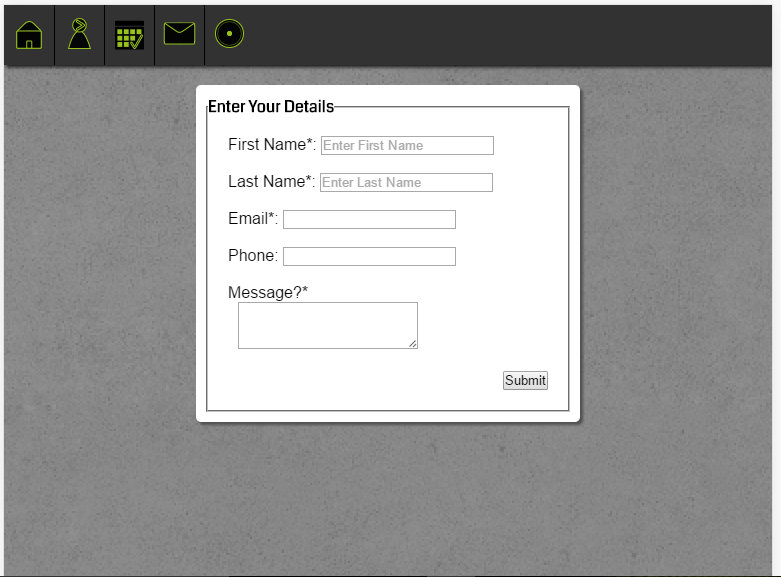 Enter Your Details
First Name*: Enter First Name
Last Name*: Enter Last Name
Email*:
Phone:
Message?*
Submit